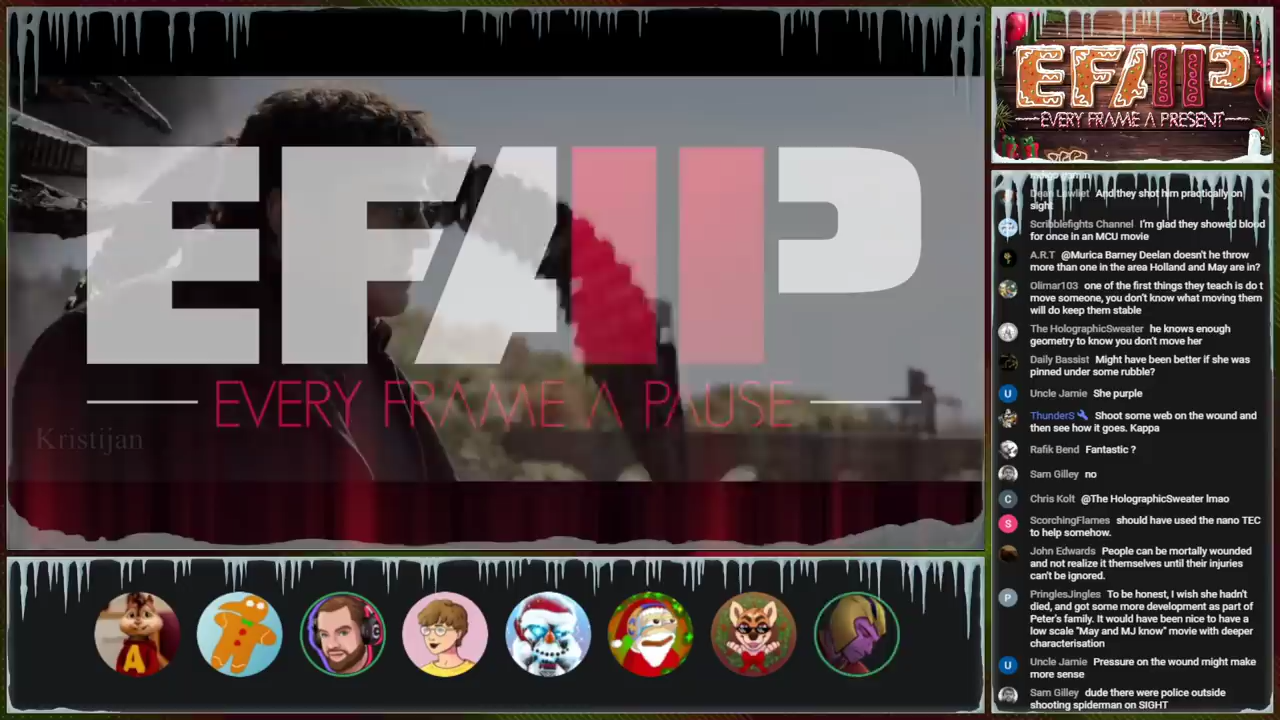 EFAP
EVERY FRAME A PAUSE
Kristijan
EFAP
EVERY FRAME A PRESENT
Dean Lawliet And they shot him practically on
sight
Scribblefights Channel I'm glad they showed blood
for once in an MCU movie
A.R.T @Murica Barney Deelan doesn't he throw
more than one in the area Holland and May are in?
Olimar103 one of the first things they teach is do t
move someone, you don't know what moving them
will do keep them stable
The HolographicSweater he knows enough
geometry to know you don't move her
Daily Bassist Might have been better if she was
pinned under some rubble?
U
Uncle Jamie She purple
ThunderS Shoot some web on the wound and
then see how it goes. Kappa
Rafik Bend Fantastic ?
Sam Gilley no
C
Chris Kolt @The HolographicSweater lmao
S
ScorchingFlames should have used the nano TEC
to help somehow.
John Edwards People can be mortally wounded
and not realize it themselves until their injuries
can't be ignored.
P
PringlesJingles To be honest, I wish she hadn't
died, and got some more development as part of
Peter's family. It would have been nice to have a
low scale "May and MJ know" movie with deeper
characterisation
U
Uncle Jamie Pressure on the wound might make
more sense
Sam Gilley dude there were police outside
shooting spiderman on SIGHT
A
G